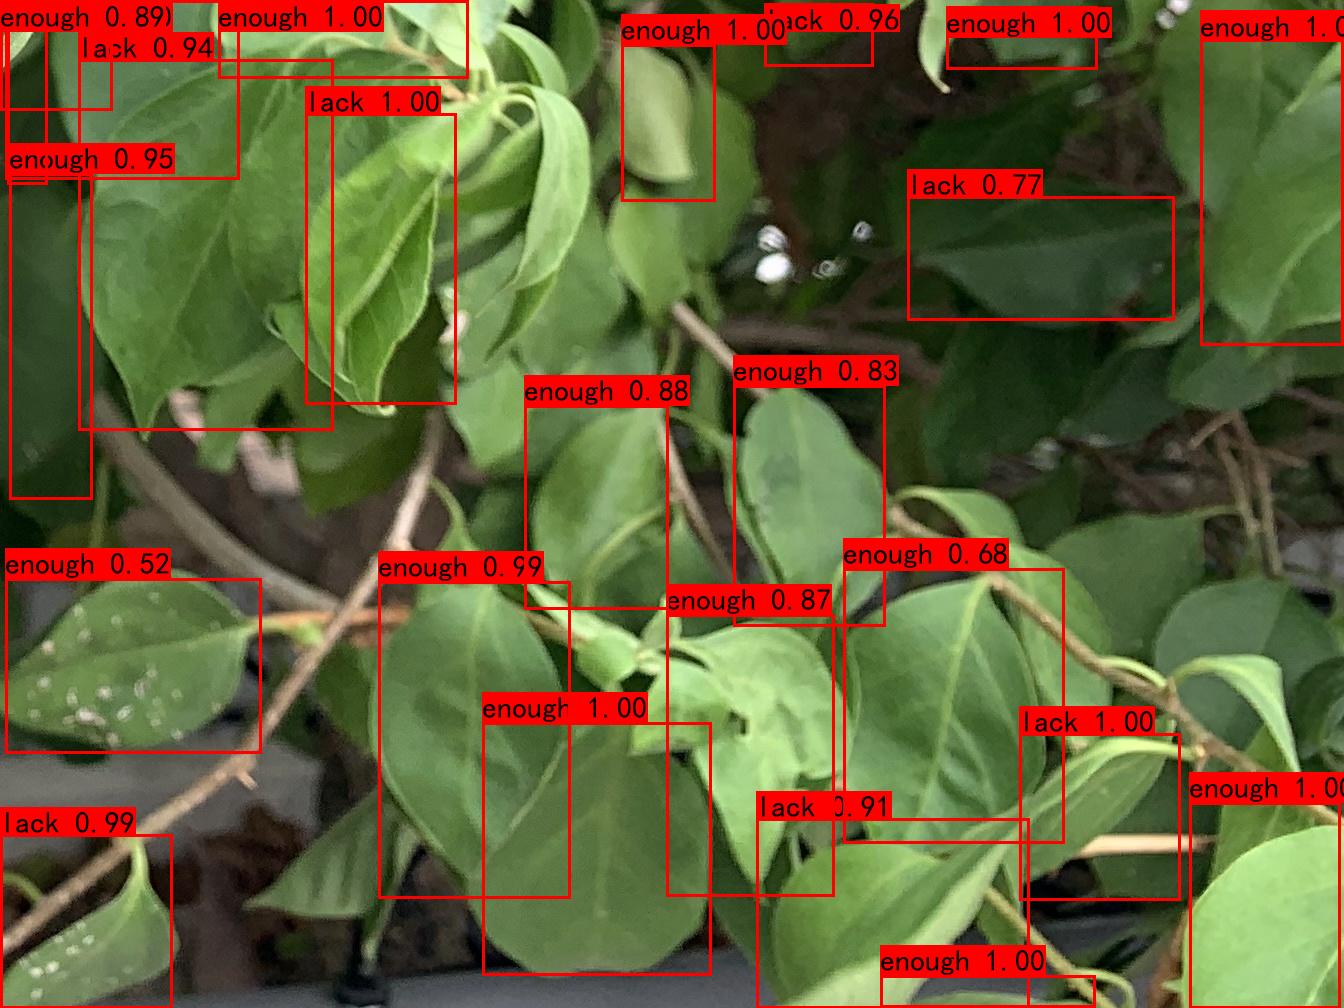 enough 0.89)
enough 1.00
lack 0.94
lack 1.00
enough 0.95
enough 1.00
lack 0.96
enough 1.00
enough 1.0
lack 0.77
enough 0.88
enough 0.83
enough 0.52
enough 0.99
enough 0.87
enough 0.68
enough 1.00
lack 1.00
lack 0.99
lack 0.91
enough 1.00
enough 1.00